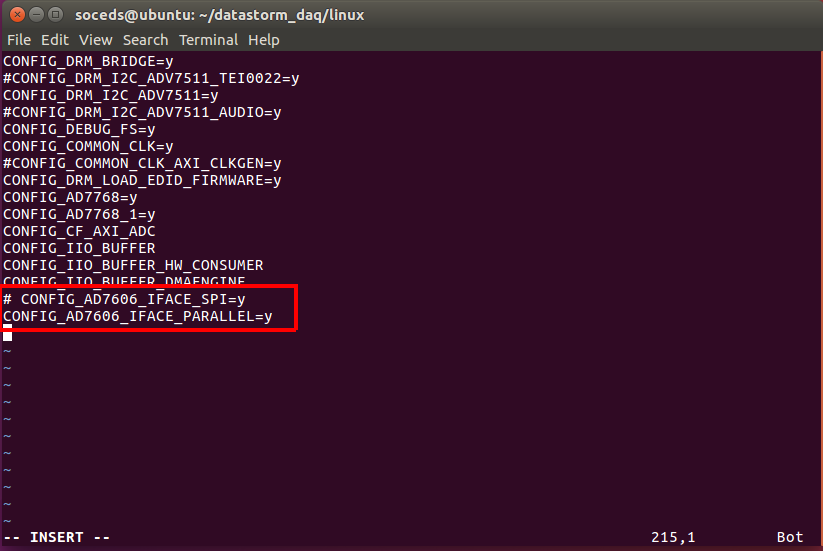 soceds@ubuntu: ~/datastorm_daq/linux
File Edit View Search Terminal Help
CONFIG_DRM_BRIDGE=y
#CONFIG_DRM_I2C_ADV7511_TEI0022=y
CONFIG_DRM_I2C_ADV7511=y
#CONFIG_DRM_I2C_ADV7511_AUDIO=y
CONFIG_DEBUG_FS=y
CONFIG_COMMON_CLK=y
#CONFIG_COMMON_CLK_AXI_CLKGEN=y
CONFIG_DRM_LOAD_EDID_FIRMWARE=y
CONFIG_AD7768=y
CONFIG_AD7768_1=y
CONFIG_CF_AXI_ADC
CONFIG_IIO_BUFFER
CONFIG_IIO_BUFFER_HW_CONSUMER
CONFIG_IIO_BUFFER_DMAENGINE
# CONFIG_AD7606_IFACE_SPI=y
CONFIG_AD7606_IFACE_PARALLEL=y
~
~
~
~
~
~
~
~
~
~
~
-- INSERT -- 215,1 Bot